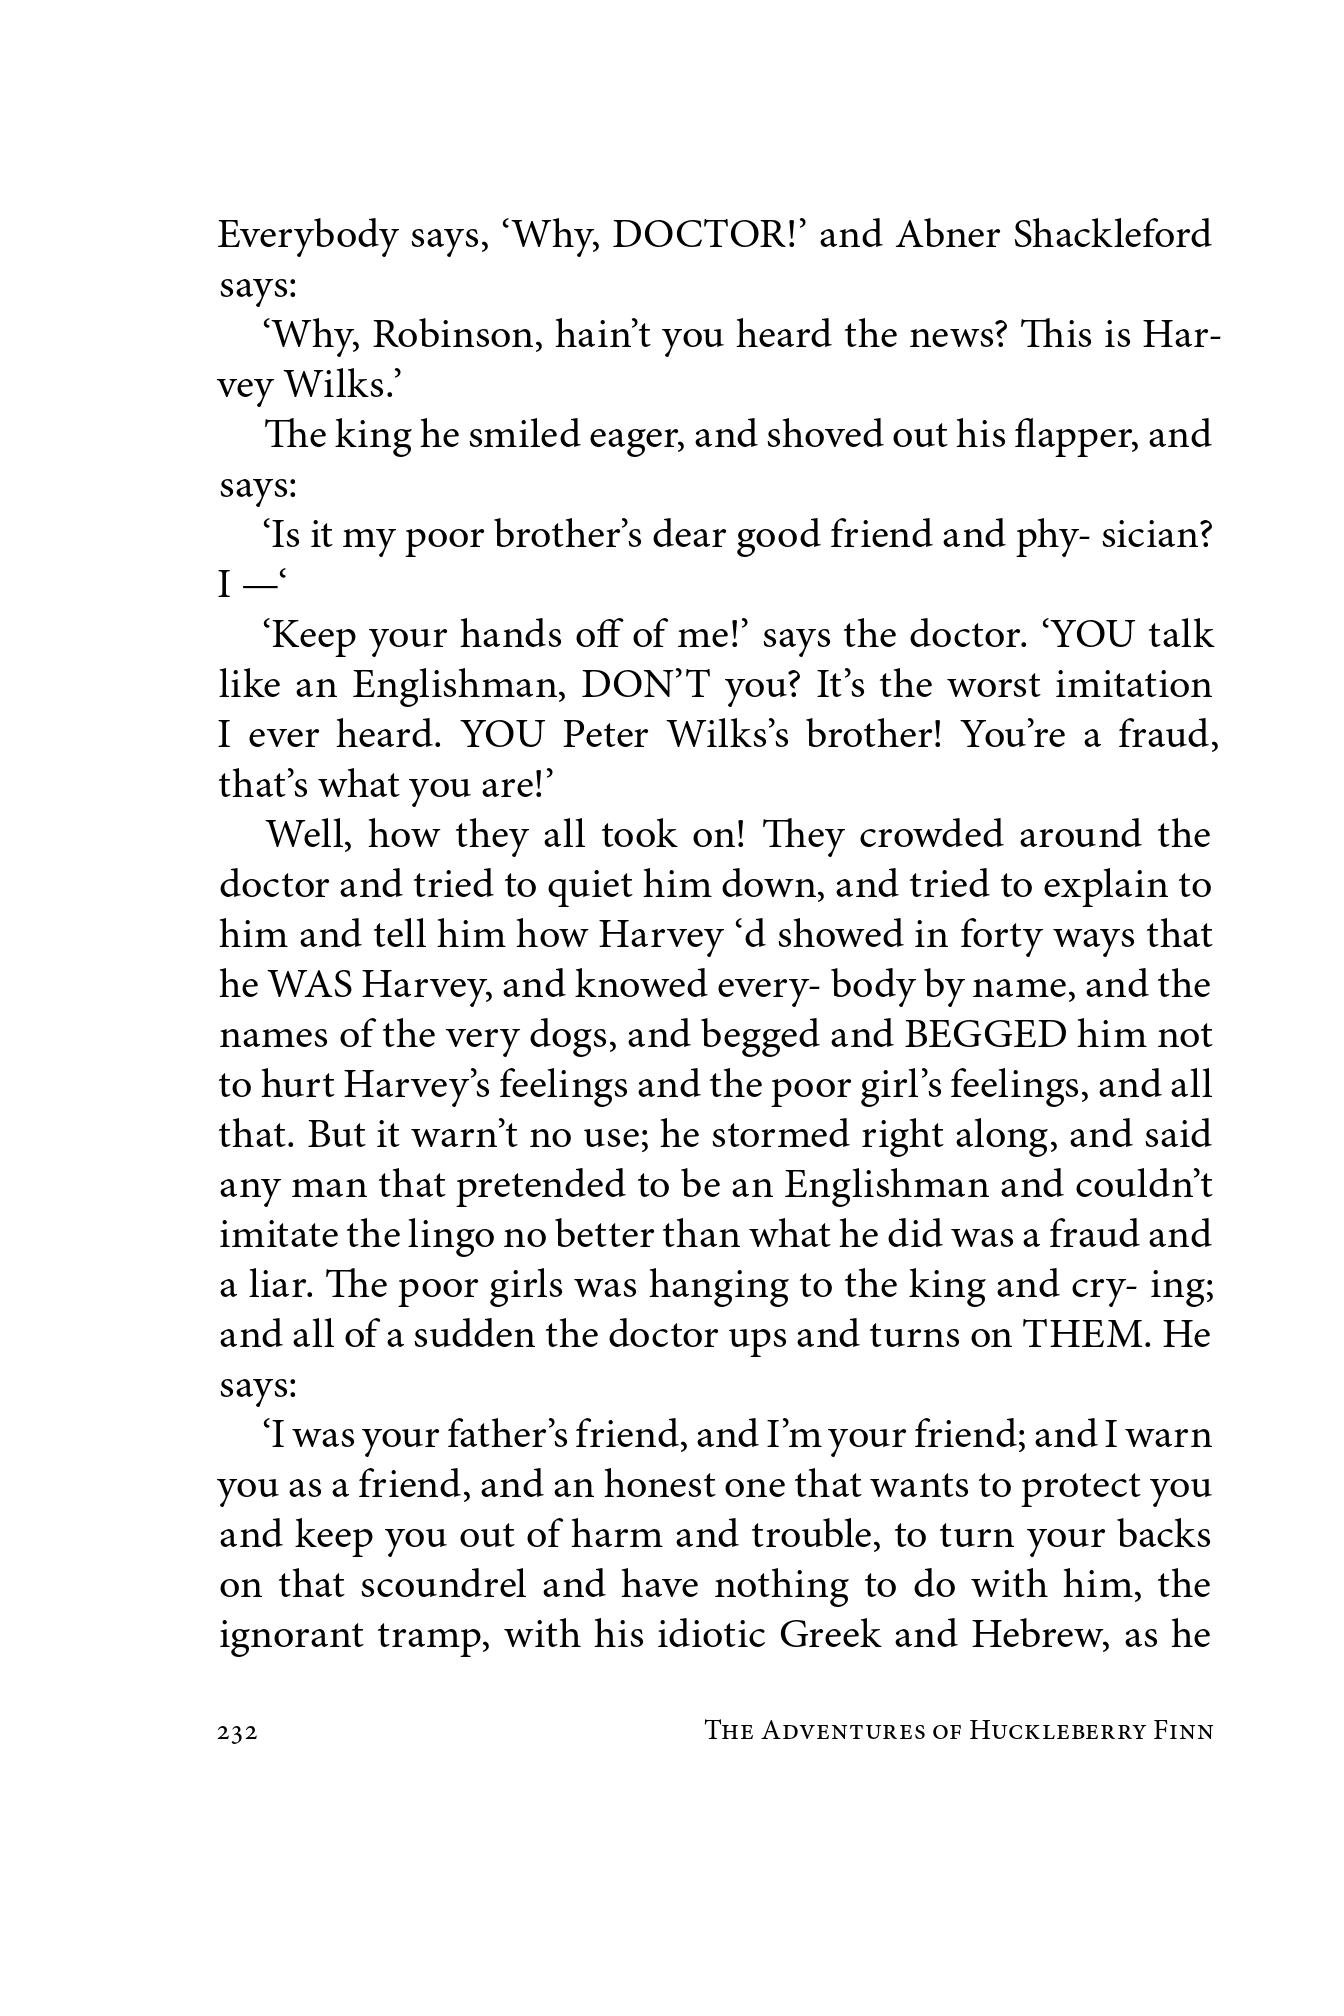 Everybody says, ‘Why, DOCTOR!’ and Abner Shackleford
says:
‘Why, Robinson, hain’t you heard the news? This is Har-
vey Wilks.’
The king he smiled eager, and shoved out his flapper, and
says:
‘Is it my poor brother’s dear good friend and phy- sician?
I —‘
‘Keep your hands off of me!’ says the doctor. ‘YOU talk
like an Englishman, DON’T you? It’s the worst imitation
I ever heard. YOU Peter Wilks’s brother! You’re a fraud,
that’s what you are!’
Well, how they all took on! They crowded around the
doctor and tried to quiet him down, and tried to explain to
him and tell him how Harvey ‘d showed in forty ways that
he WAS Harvey, and knowed every- body by name, and the
names of the very dogs, and begged and BEGGED him not
to hurt Harvey’s feelings and the poor girl’s feelings, and all
that. But it warn’t no use; he stormed right along, and said
any man that pretended to be an Englishman and couldn’t
imitate the lingo no better than what he did was a fraud and
a liar. The poor girls was hanging to the king and cry- ing;
and all of a sudden the doctor ups and turns on THEM. He
says:
‘I was your father’s friend, and I’m your friend; and I warn
you as a friend, and an honest one that wants to protect you
and keep you out of harm and trouble, to turn your backs
on that scoundrel and have nothing to do with him, the
ignorant tramp, with his idiotic Greek and Hebrew, as he
232 The Adventures of Huckleberry Finn